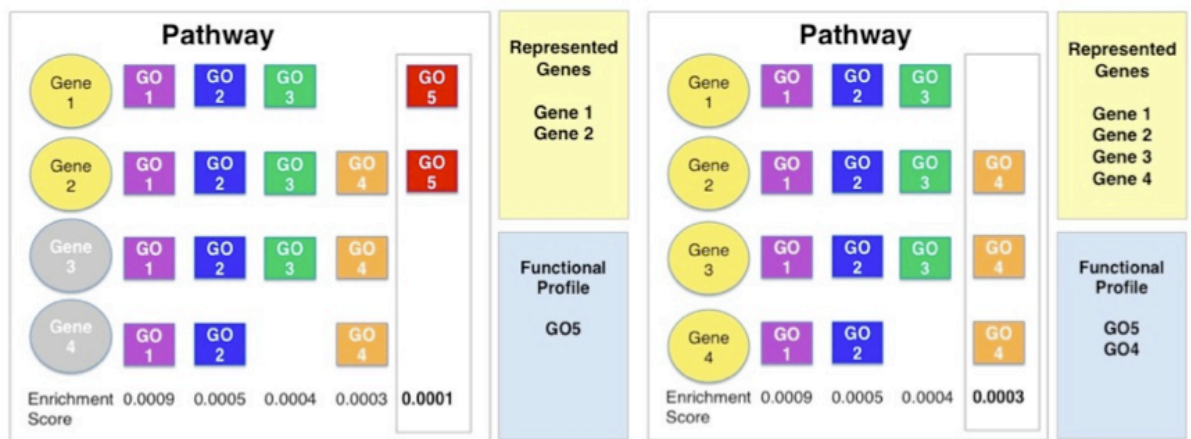 Pathway
Gene 1 GO 1 GO 2 GO 3 GO 5
Gene 2 GO 1 GO 2 GO 3 GO 4 GO 5
Gene 3 GO 1 GO 2 GO 3 GO 4
Gene 4 GO 1 GO 2 GO 4
Enrichment Score 0.0009 0.0005 0.0004 0.0003 0.0001
Represented
Genes
Gene 1
Gene 2
Functional
Profile
GO5
Pathway
Gene 1 GO 1 GO 2 GO 3
Gene 2 GO 1 GO 2 GO 3 GO 4
Gene 3 GO 1 GO 2 GO 3 GO 4
Gene 4 GO 1 GO 2 GO 4
Enrichment Score 0.0009 0.0005 0.0004 0.0003
Represented
Genes
Gene 1
Gene 2
Gene 3
Gene 4
Functional
Profile
GO5
GO4